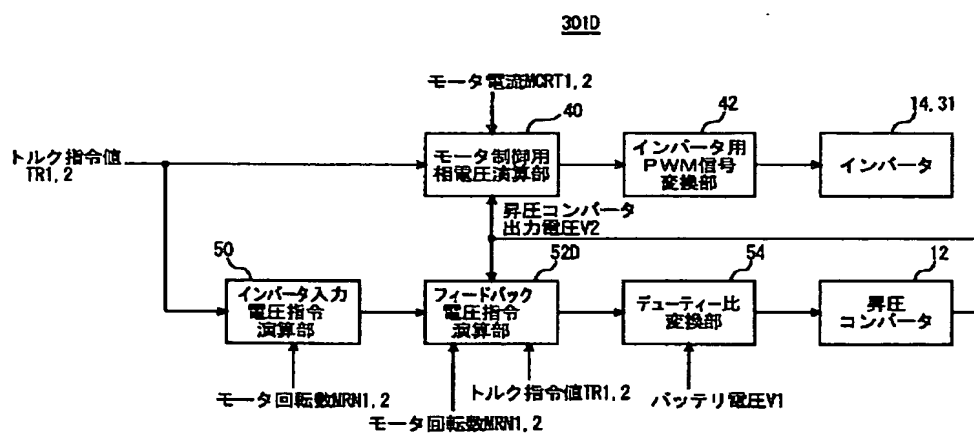 301D
モータ電流MCRT1,2
40
42
14,31
トルク指令値
TR1,2
モータ制御用
相電圧演算部
インバータ用
PWM信号
変換部
インバータ
昇圧コンバータ
出力電圧V2
50
52D
54
12
インバータ入力
電圧指令
演算部
フィードバック
電圧指令
演算部
デューティー比
変換部
昇圧
コンバータ
モータ回転数MRN1,2
トルク指令値TR1,2
モータ回転数MRN1,2
バッテリ電圧V1